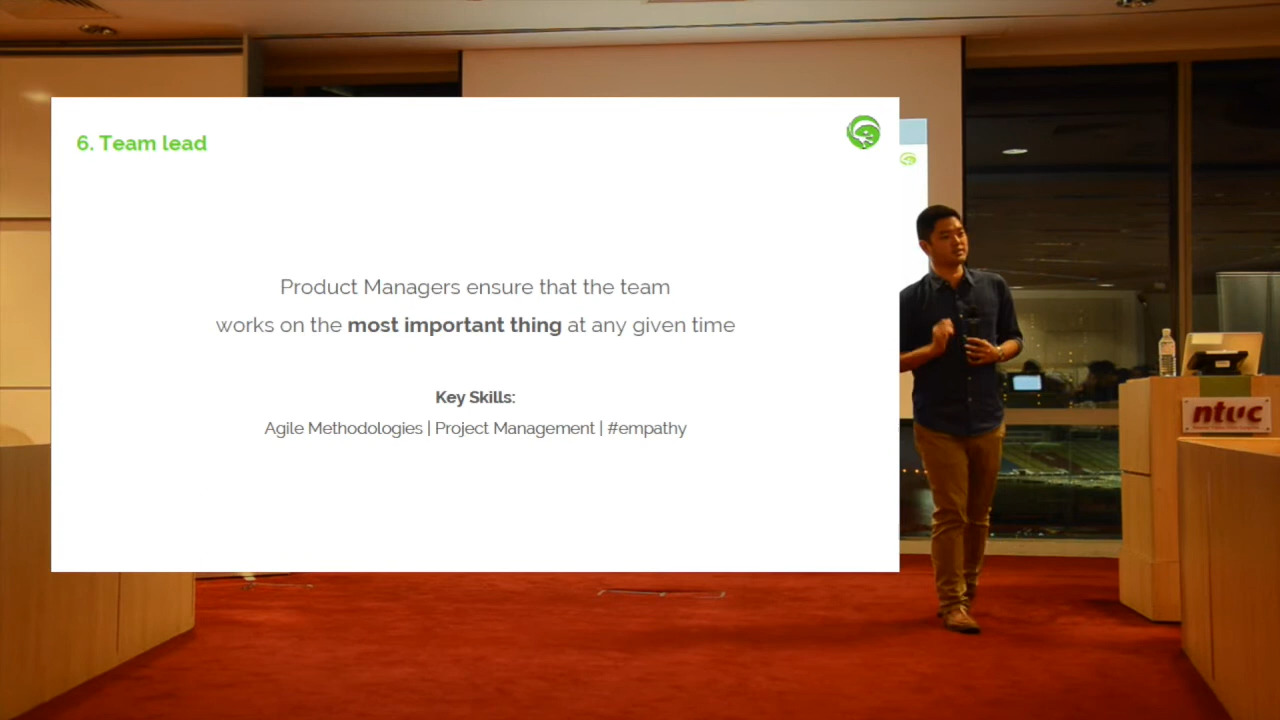 6. Team lead
Product Managers ensure that the team
works on the most important thing at any given time
Key Skills:
Agile Methodologies | Project Management | #empathy
ntuc